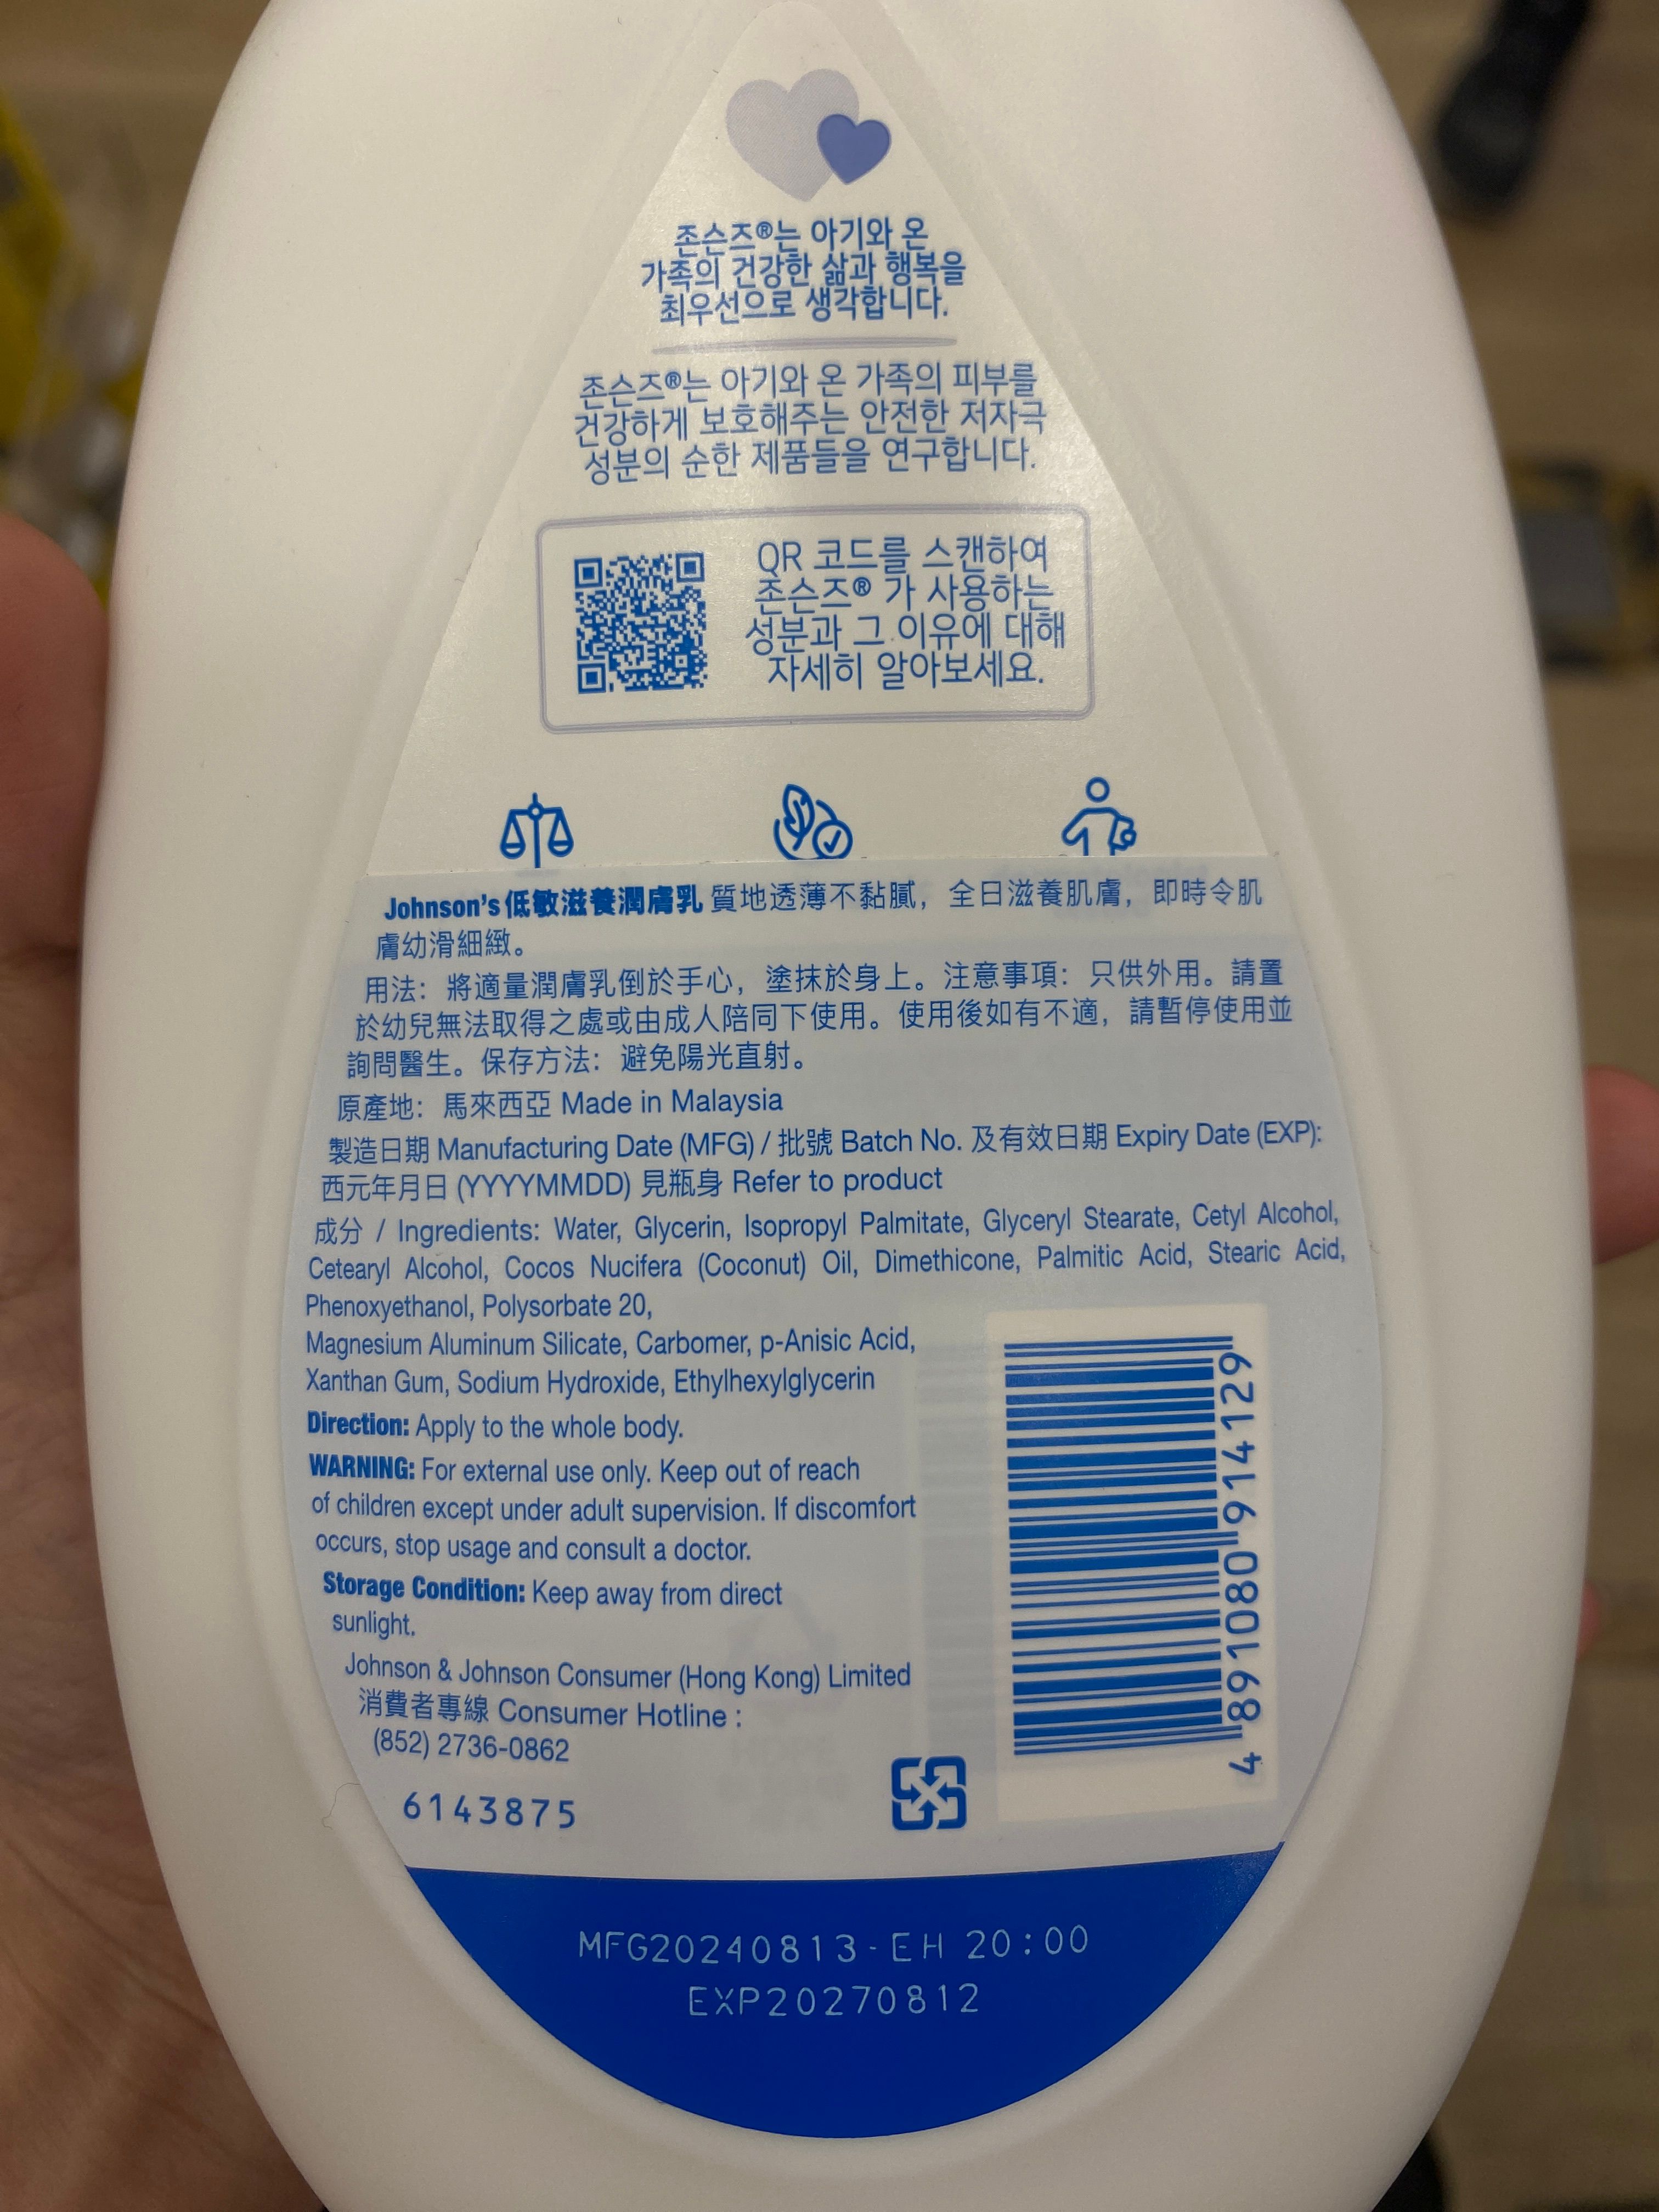 존슨즈®는 아기와 온
가족의 건강한 삶과 행복을
최우선으로 생각합니다.
존슨즈®는 아기와 온 가족의 피부를
건강하게 보호해주는 안전한 저자극
성분의 순한 제품들을 연구합니다.
QR 코드를 스캔하여
존슨즈® 가 사용하는
성분과 그 이유에 대해
자세히 알아보세요.
Johnson's 低敏滋養潤膚乳 質地透薄不黏膩，全日滋養肌膚，即時令肌
膚幼滑細緻。
用法：將適量潤膚乳倒於手心，塗抹於身上。注意事項：只供外用。請置
於幼兒無法取得之處或由成人陪同下使用。使用後如有不適，請暫停使用並
詢問醫生。保存方法：避免陽光直射。
原產地：馬來西亞 Made in Malaysia
製造日期 Manufacturing Date (MFG) / 批號 Batch No. 及有效日期 Expiry Date (EXP):
西元年月日 (YYYYMMDD) 見瓶身 Refer to product
成分 / Ingredients: Water, Glycerin, Isopropyl Palmitate, Glyceryl Stearate, Cetyl Alcohol,
Cetearyl Alcohol, Cocos Nucifera (Coconut) Oil, Dimethicone, Palmitic Acid, Stearic Acid,
Phenoxyethanol, Polysorbate 20,
Magnesium Aluminum Silicate, Carbomer, p-Anisic Acid,
Xanthan Gum, Sodium Hydroxide, Ethylhexylglycerin
Direction: Apply to the whole body.
WARNING: For external use only. Keep out of reach
of children except under adult supervision. If discomfort
occurs, stop usage and consult a doctor.
Storage Condition: Keep away from direct
sunlight.
Johnson & Johnson Consumer (Hong Kong) Limited
消費者專線 Consumer Hotline :
(852) 2736-0862
6143875
4 891080 914129
MFG20240813-EH 20:00
EXP20270812